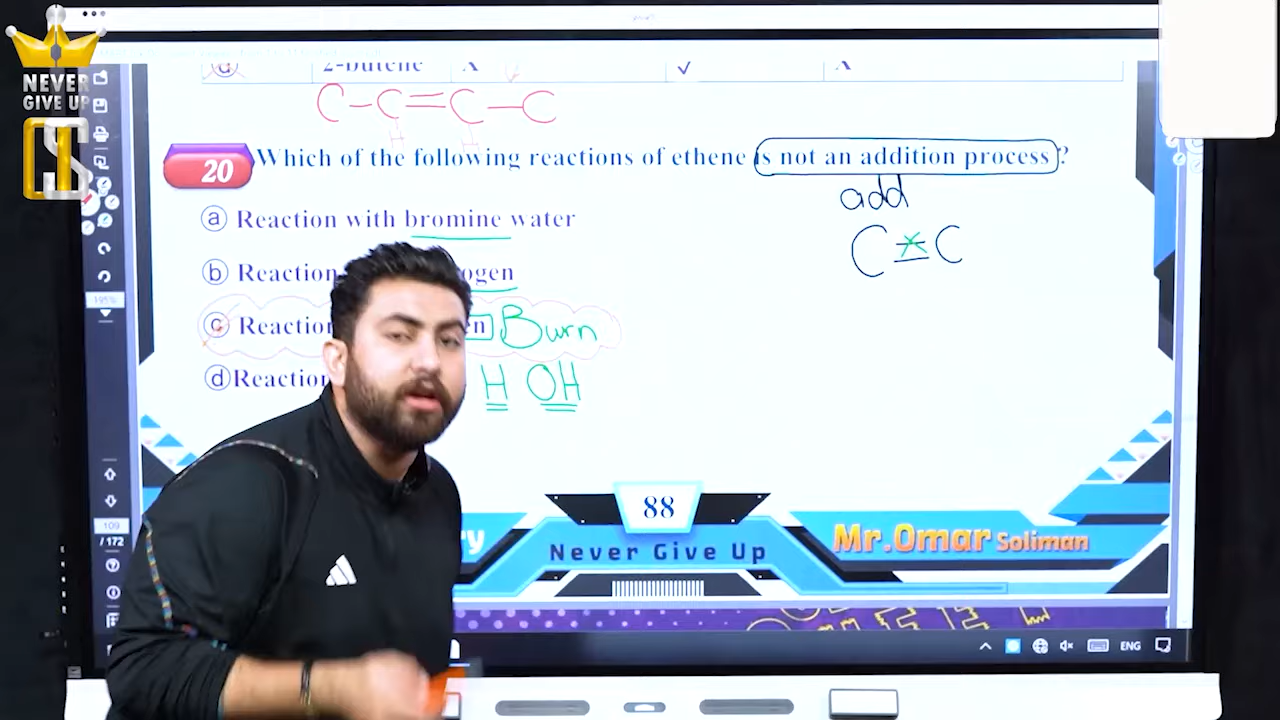 NEVER
GIVE UP
GS
2-butene X ✓ X
C-C=C-C
H H
20 Which of the following reactions of ethene is not an addition process ?
add
C=C
a Reaction with bromine water
b Reaction
c Reaction Burn
d Reaction H OH
195%
109
/ 172
88
Never Give Up
Mr.Omar Soliman
ENG